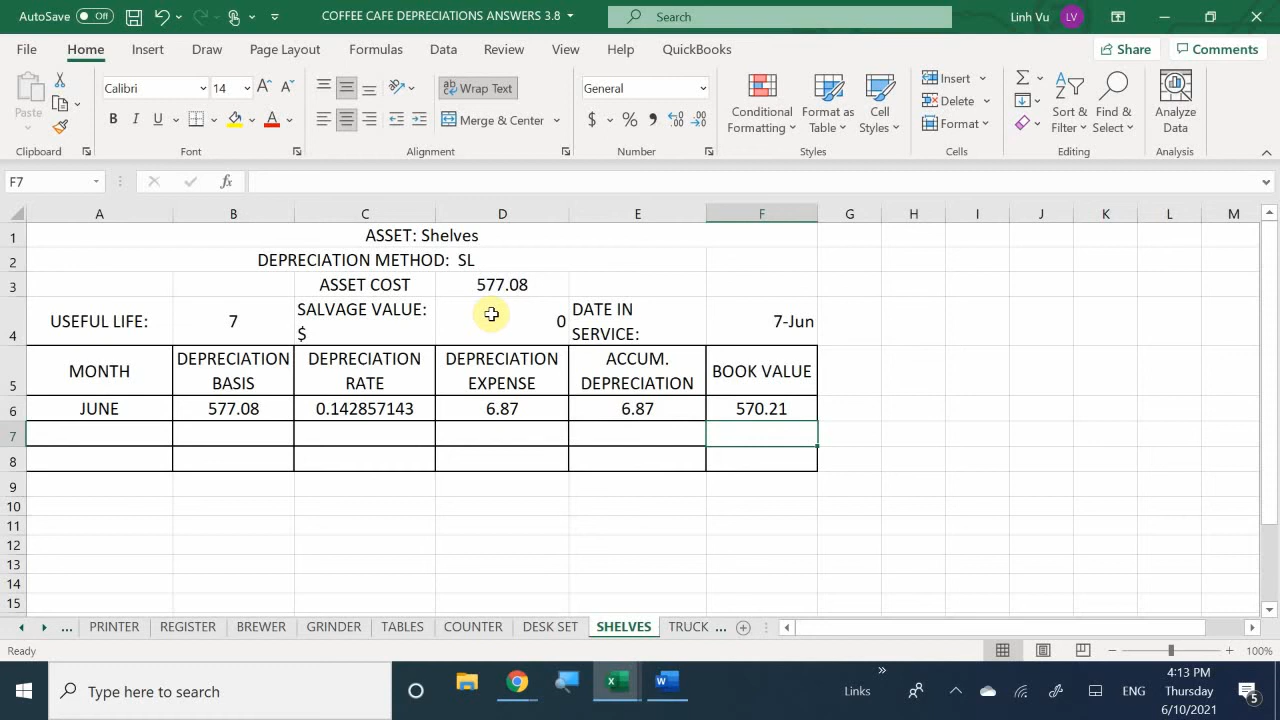 AutoSave Off COFFEE CAFE DEPRECIATIONS ANSWERS 3.8 Search Linh Vu LV
File Home Insert Draw Page Layout Formulas Data Review View Help QuickBooks Share Comments
Paste Calibri 14 A A ab Wrap Text General Conditional Formatting Format as Table Cell Styles Insert Delete Format Sort & Filter Find & Select Analyze Data
B I U A Merge & Center $ % 9
Clipboard Font Alignment Number Styles Cells Editing Analysis
F7 fx
A B C D E F G H I J K L M
1 ASSET: Shelves
2 DEPRECIATION METHOD: SL
3 ASSET COST 577.08
4 USEFUL LIFE: 7 SALVAGE VALUE: $ 0 DATE IN SERVICE: 7-Jun
5 MONTH DEPRECIATION BASIS DEPRECIATION RATE DEPRECIATION EXPENSE ACCUM. DEPRECIATION BOOK VALUE
6 JUNE 577.08 0.142857143 6.87 6.87 570.21
7
8
9
10
11
12
13
14
15
... PRINTER REGISTER BREWER GRINDER TABLES COUNTER DESK SET SHELVES TRUCK ...
Ready 100%
Type here to search Links ENG 4:13 PM
Thursday
6/10/2021 5